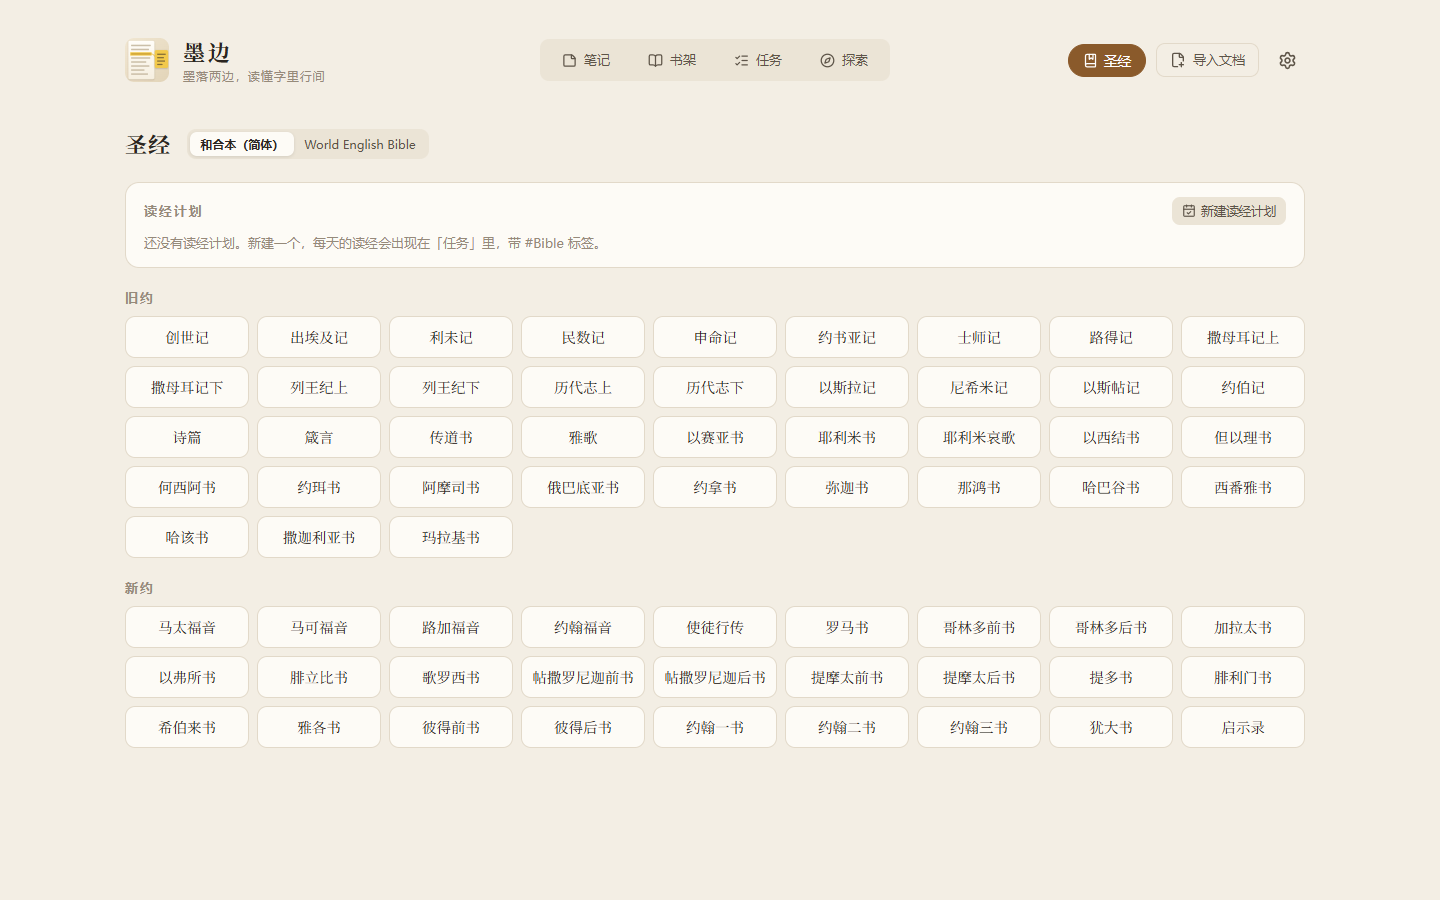 墨边
墨落两边，读懂字里行间
笔记 书架 任务 探索
圣经 导入文档
圣经 和合本（简体） World English Bible
读经计划 新建读经计划
还没有读经计划。新建一个，每天的读经会出现在「任务」里，带 #Bible 标签。
旧约
创世记 出埃及记 利未记 民数记 申命记 约书亚记 士师记 路得记 撒母耳记上
撒母耳记下 列王纪上 列王纪下 历代志上 历代志下 以斯拉记 尼希米记 以斯帖记 约伯记
诗篇 箴言 传道书 雅歌 以赛亚书 耶利米书 耶利米哀歌 以西结书 但以理书
何西阿书 约珥书 阿摩司书 俄巴底亚书 约拿书 弥迦书 那鸿书 哈巴谷书 西番雅书
哈该书 撒迦利亚书 玛拉基书
新约
马太福音 马可福音 路加福音 约翰福音 使徒行传 罗马书 哥林多前书 哥林多后书 加拉太书
以弗所书 腓立比书 歌罗西书 帖撒罗尼迦前书 帖撒罗尼迦后书 提摩太前书 提摩太后书 提多书 腓利门书
希伯来书 雅各书 彼得前书 彼得后书 约翰一书 约翰二书 约翰三书 犹大书 启示录